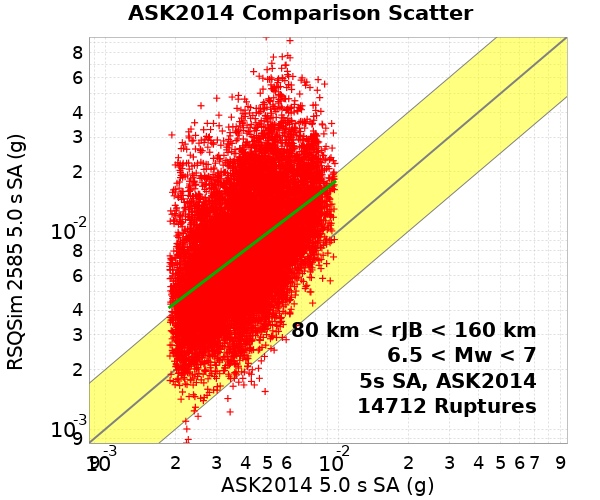 ASK2014 Comparison Scatter
RSQSim 2585 5.0 s SA (g)
8
6
4
3
2
10-2
8
6
4
3
2
10-3
9
80 km < rJB < 160 km
6.5 < Mw < 7
5s SA, ASK2014
14712 Ruptures
9 10-3 2 3 4 5 6 10-2 2 3 4 5 6 7 9
ASK2014 5.0 s SA (g)